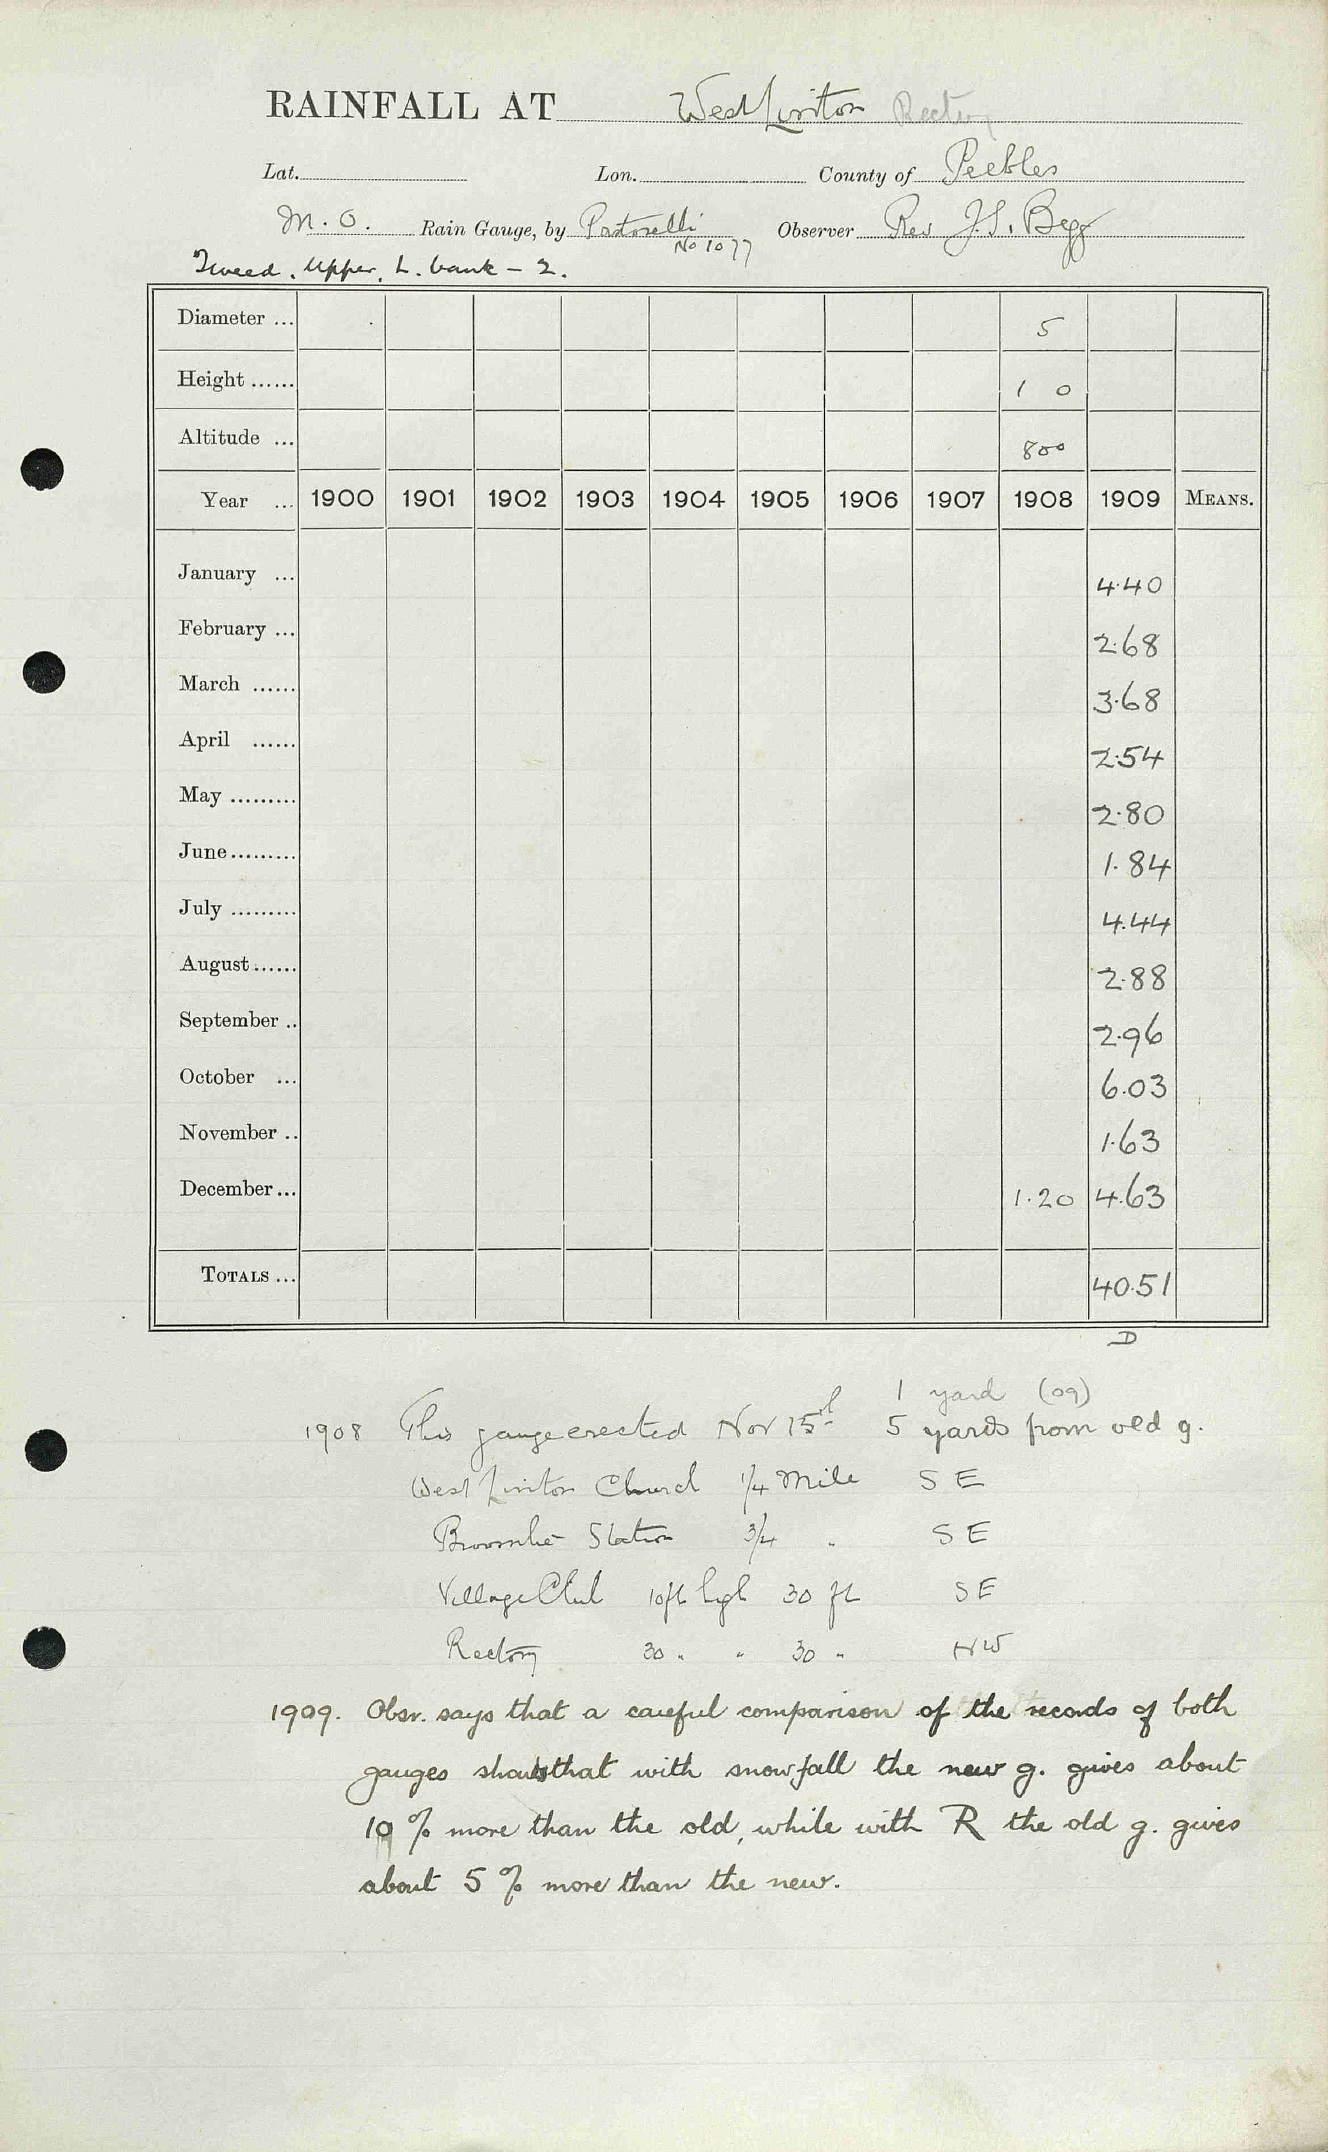 RAINFALL AT West Linton Rectory
Lat. Lon. County of Peebles
M. O. Rain Gauge, by Pastorelli Observer Rev J. S. Begg
No 1077
Tweed. Upper. L. bank - 2.
Diameter ... 5
Height ...... 1 0
Altitude ... 800
Year ... 1900 1901 1902 1903 1904 1905 1906 1907 1908 1909 MEANS.
January ... 4.40
February ... 2.68
March ...... 3.68
April ...... 2.54
May ......... 2.80
June......... 1.84
July ......... 4.44
August...... 2.88
September .. 2.96
October ... 6.03
November .. 1.63
December ... 1.20 4.63
TOTALS ... 40.51
D
1 yard (09)
1908 This gauge erected Nov 15th 5 yards from old g.
West Linton Church 1/4 Mile S E
Station 3/4 " S E
Village Club 10ft high 30 ft S E
Rectory 30 " " 30 " NW
1909. Obsr. says that a careful comparison of the records of both
gauges shows that with snowfall the new g. gives about
10 % more than the old, while with R the old g. gives
about 5 % more than the new.